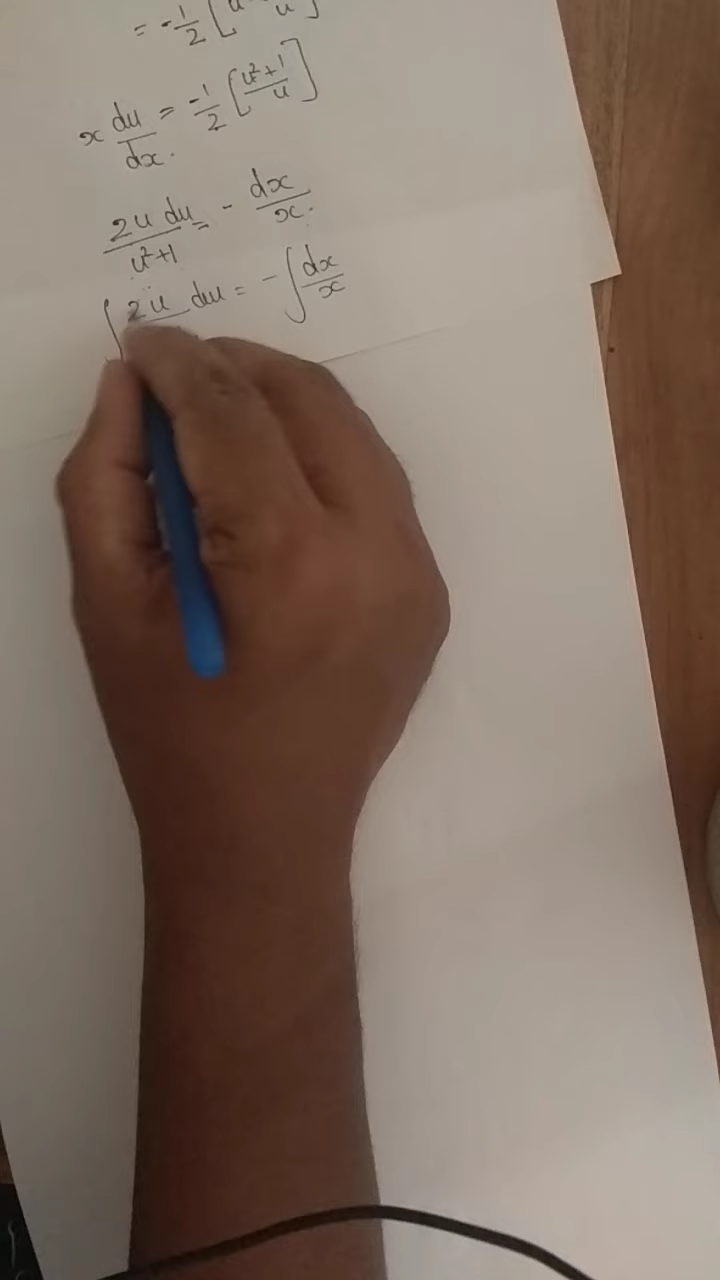 = -1/2 [u u]
x du/dx. = -1/2 [u²+1/u]
2u du/u²+1 = - dx/x.
∫ 2u du = - ∫ dx/x